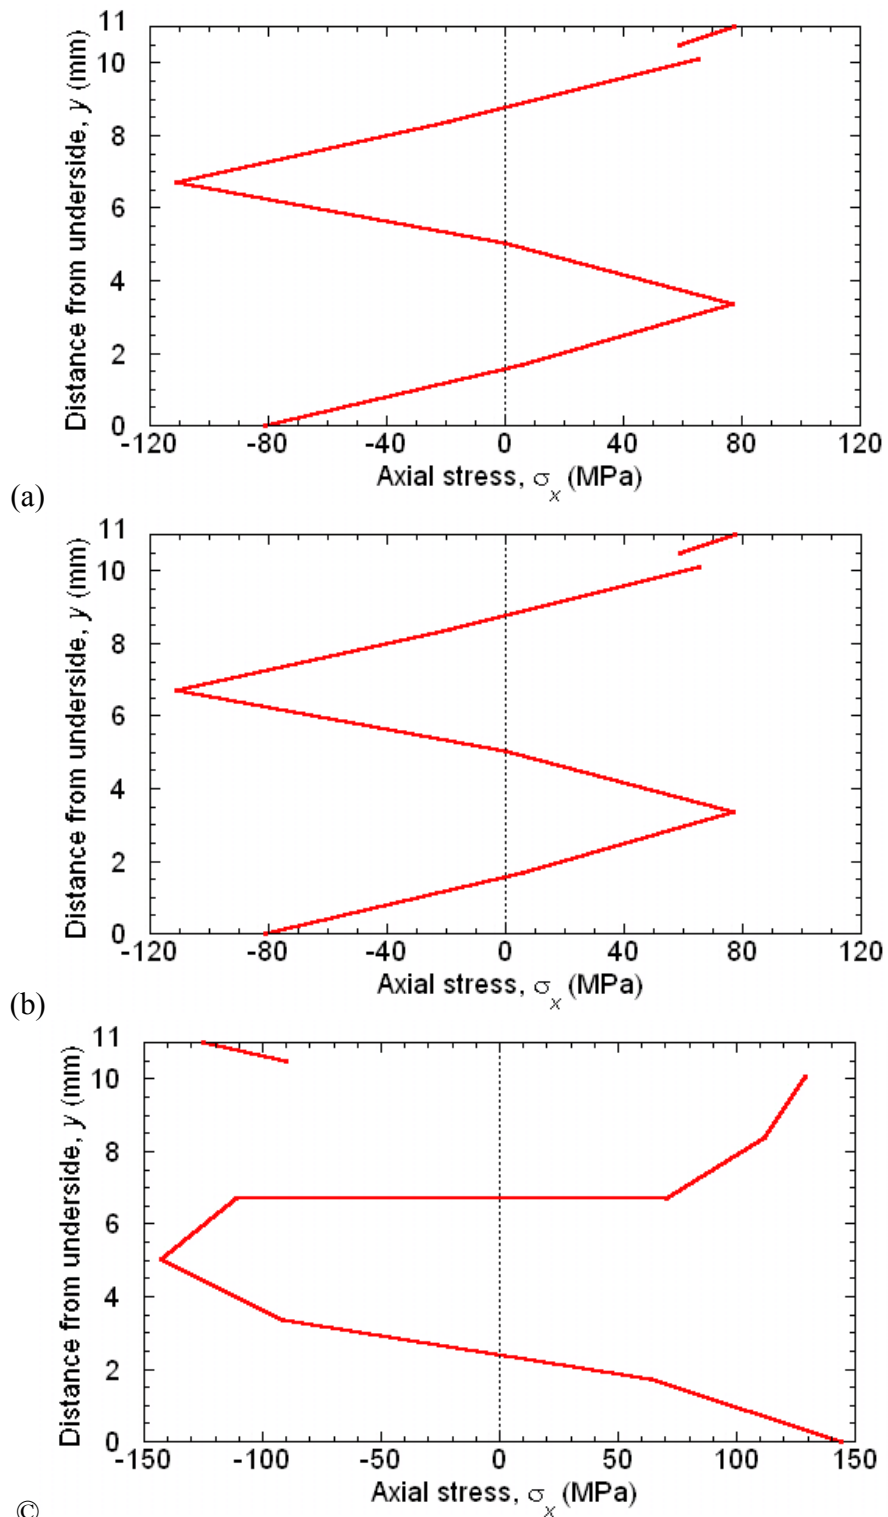 11
10
8
6
4
2
0
Distance from underside, y (mm)
-120 -80 -40 0 40 80 120
Axial stress, σx (MPa)
(a)
11
10
8
6
4
2
0
Distance from underside, y (mm)
-120 -80 -40 0 40 80 120
Axial stress, σx (MPa)
(b)
11
10
8
6
4
2
0
Distance from underside, y (mm)
-150 -100 -50 0 50 100 150
Axial stress, σx (MPa)
©